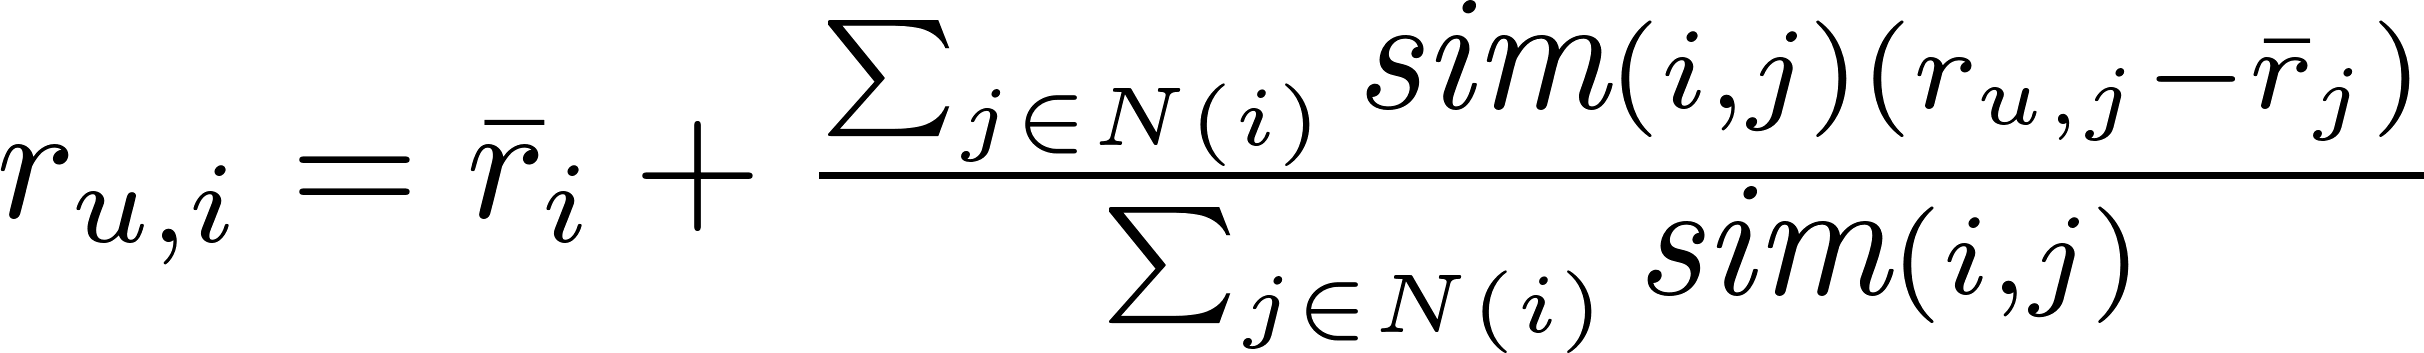 r_{u,i} = \bar{r}_i + \frac{\sum_{j \in N(i)} sim(i,j)(r_{u,j} - \bar{r}_j)}{\sum_{j \in N(i)} sim(i,j)}